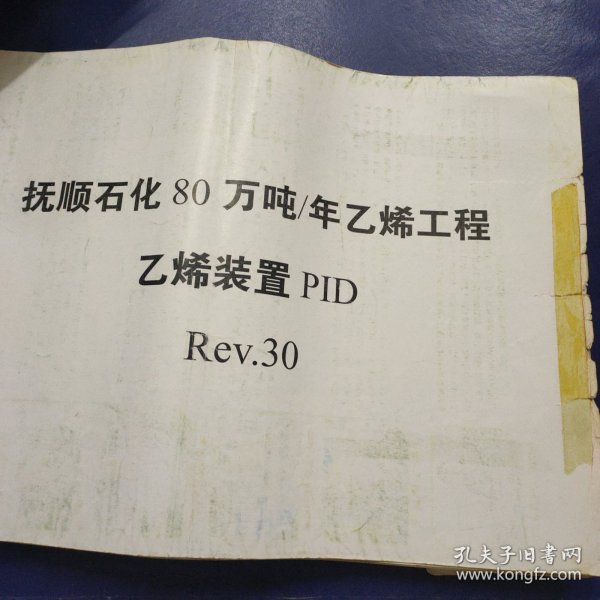 抚顺石化 80 万吨/年乙烯工程
乙烯装置 PID
Rev.30
孔夫子旧书网
www.kongfz.com